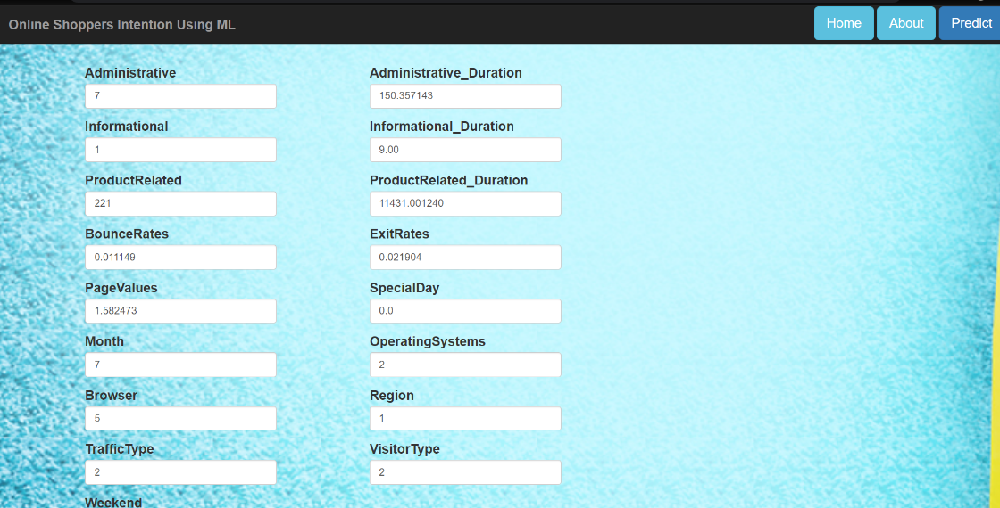 Online Shoppers Intention Using ML
Home About Predict
Administrative Administrative_Duration
7 150.357143
Informational Informational_Duration
1 9.00
ProductRelated ProductRelated_Duration
221 11431.001240
BounceRates ExitRates
0.011149 0.021904
PageValues SpecialDay
1.582473 0.0
Month OperatingSystems
7 2
Browser Region
5 1
TrafficType VisitorType
2 2
Weekend